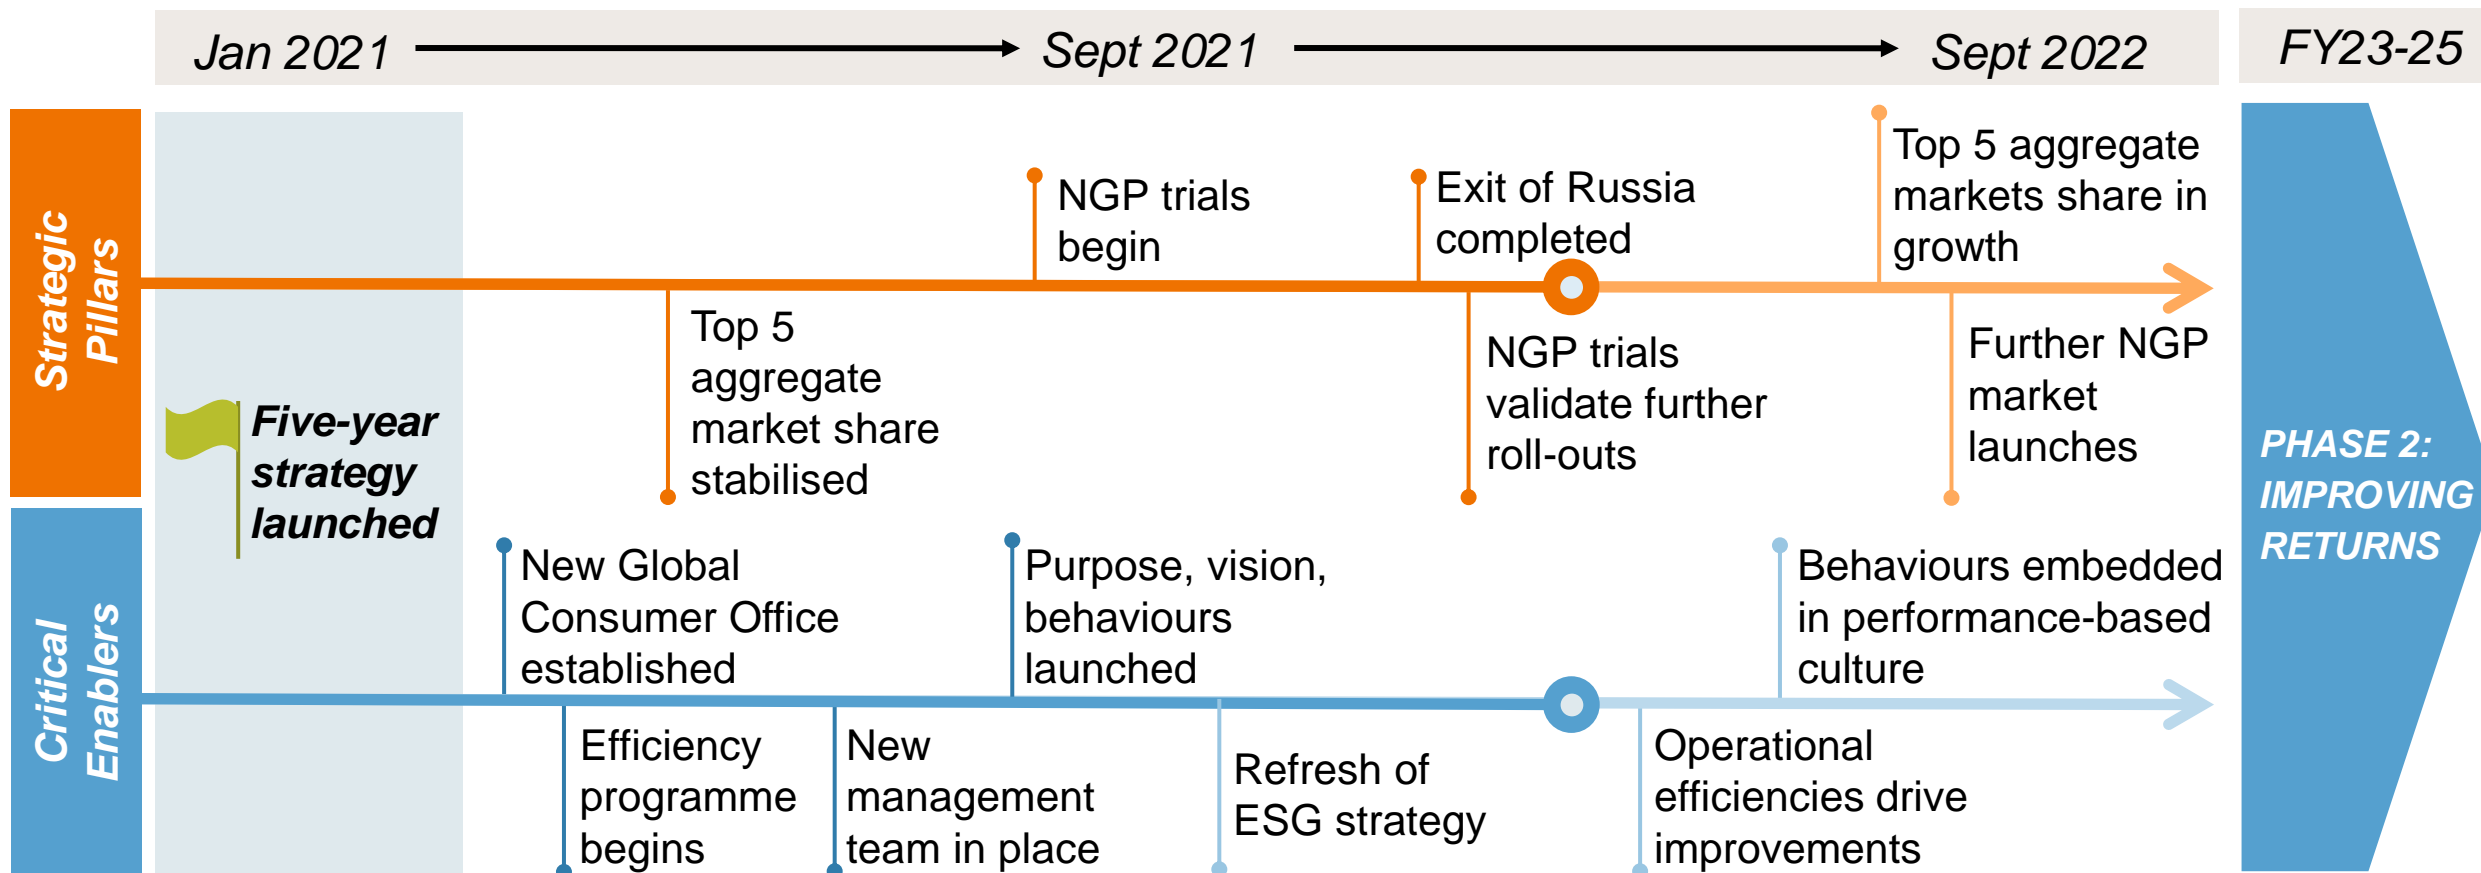 Jan 2021
Sept 2021
Sept 2022
FY23-25
Strategic
Pillars
Five-year
strategy
launched
Top 5
aggregate
market share
stabilised
NGP trials
begin
Exit of Russia
completed
NGP trials
validate further
roll-outs
Top 5 aggregate
markets share in
growth
Further NGP
market
launches
Critical
Enablers
New Global
Consumer Office
established
Efficiency
programme
begins
New
management
team in place
Purpose, vision,
behaviours
launched
Refresh of
ESG strategy
Operational
efficiencies drive
improvements
Behaviours embedded
in performance-based
culture
PHASE 2:
IMPROVING
RETURNS